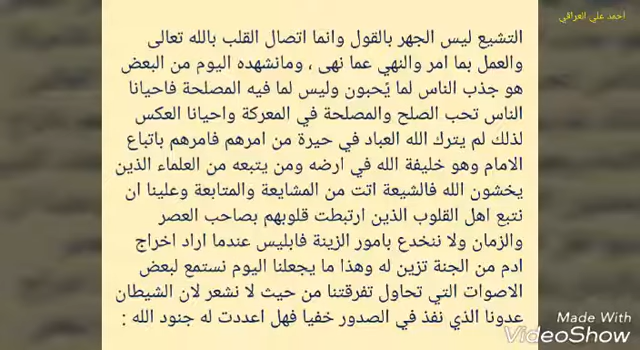 احمد علي العراقي
التشيع ليس الجهر بالقول وانما اتصال القلب بالله تعالى
والعمل بما امر والنهي عما نهى ، ومانشهده اليوم من البعض
هو جذب الناس لما يًحبون وليس لما فيه المصلحة فاحيانا
الناس تحب الصلح والمصلحة في المعركة واحيانا العكس
لذلك لم يترك الله العباد في حيرة من امرهم فامرهم باتباع
الامام وهو خليفة الله في ارضه ومن يتبعه من العلماء الذين
يخشون الله فالشيعة اتت من المشايعة والمتابعة وعلينا ان
نتبع اهل القلوب الذين ارتبطت قلوبهم بصاحب العصر
والزمان ولا ننخدع بامور الزينة فابليس عندما اراد اخراج
ادم من الجنة تزين له وهذا ما يجعلنا اليوم نستمع لبعض
الاصوات التي تحاول تفرقتنا من حيث لا نشعر لان الشيطان
عدونا الذي نفذ في الصدور خفيا فهل اعددت له جنود الله :
Made With
VideoShow